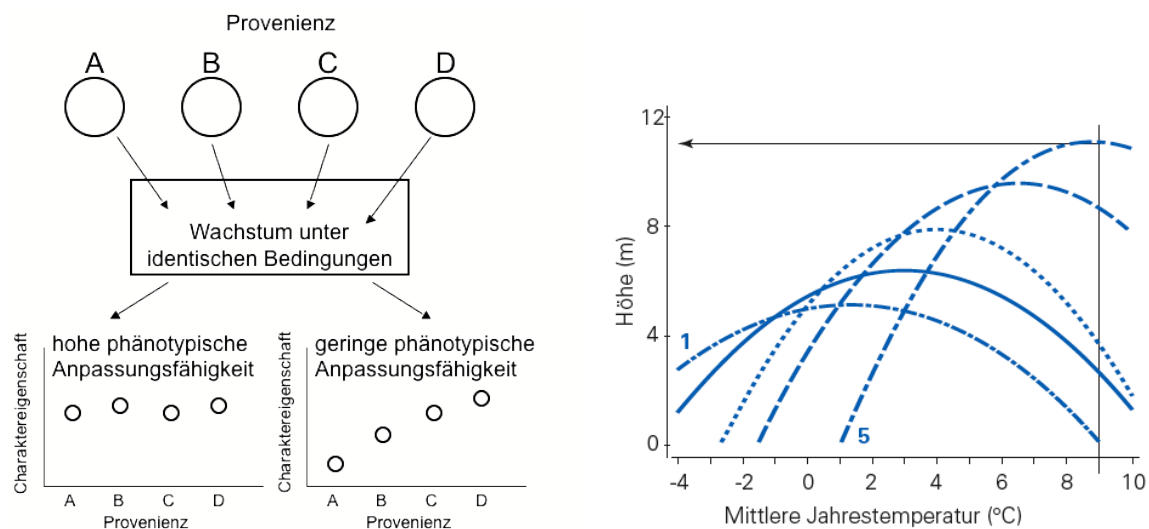 Provenienz
A B C D
Wachstum unter
identischen Bedingungen
hohe phänotypische
Anpassungsfähigkeit
Charaktereigenschaft
A B C D
Provenienz
geringe phänotypische
Anpassungsfähigkeit
Charaktereigenschaft
A B C D
Provenienz
12
8
4
0
Höhe (m)
1
5
-4 -2 0 2 4 6 8 10
Mittlere Jahrestemperatur (°C)